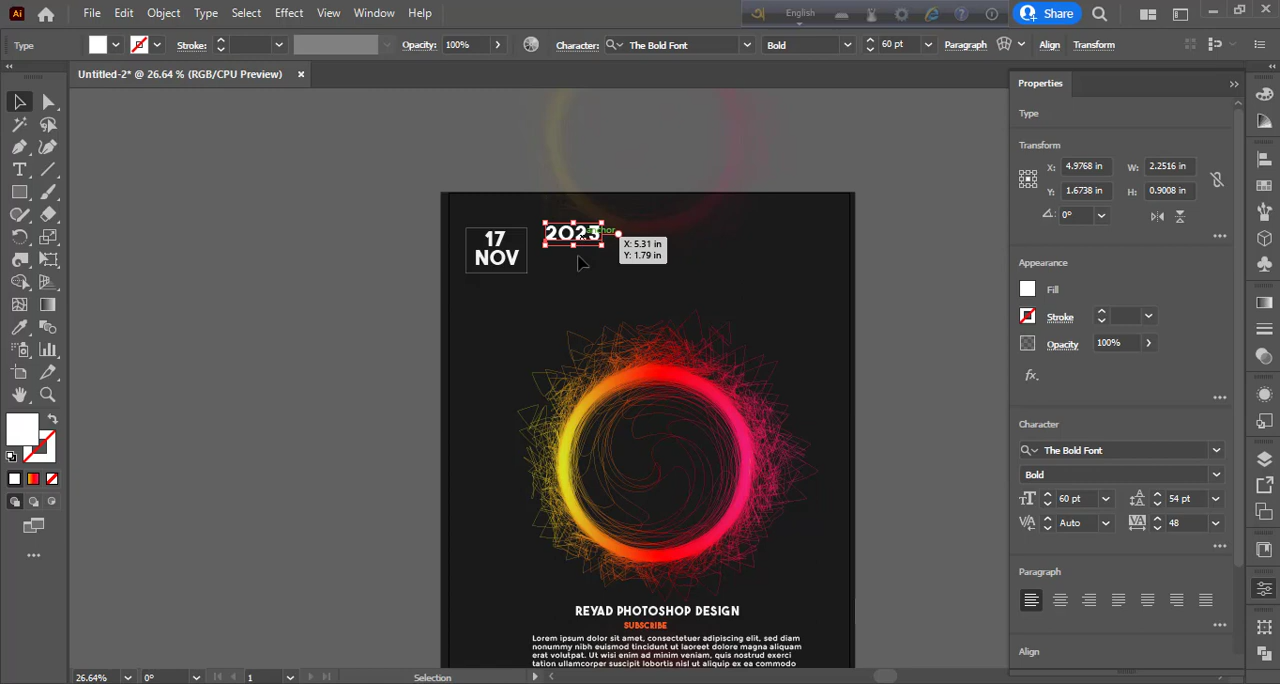 Ai File Edit Object Type Select Effect View Window Help English Share
Type Stroke: Opacity: 100% Character: The Bold Font Bold 60 pt Paragraph Align Transform
Untitled-2* @ 26.64 % (RGB/CPU Preview)
Properties
Type
Transform
X: 4.9768 in W: 2.2516 in
Y: 1.6738 in H: 0.9008 in
0°
Appearance
Fill
Stroke
Opacity 100%
fx.
Character
The Bold Font
Bold
60 pt 54 pt
Auto 48
Paragraph
Align
17
NOV
2023
anchor
X: 5.31 in
Y: 1.79 in
REYAD PHOTOSHOP DESIGN
SUBSCRIBE
Lorem ipsum dolor sit amet, consectetuer adipiscing elit, sed diam
nonummy nibh euismod tincidunt ut laoreet dolore magna aliquam
erat volutpat. Ut wisi enim ad minim veniam, quis nostrud exerci
tation ullamcorper suscipit lobortis nisl ut aliquip ex ea commodo
26.64% 0° 1 Selection